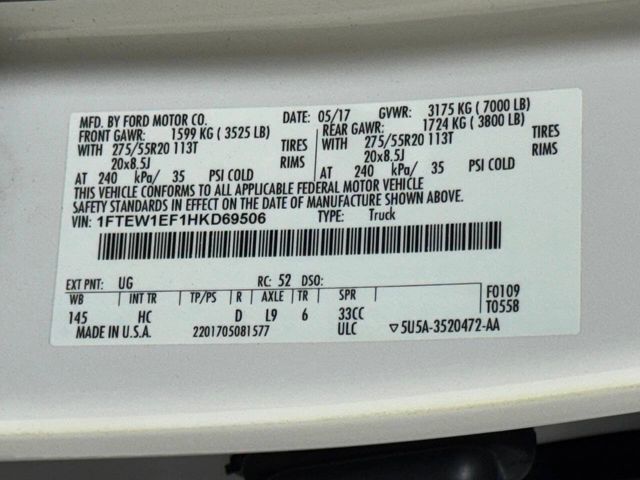 MFD. BY FORD MOTOR CO. DATE: 05/17 GVWR: 3175 KG ( 7000 LB)
FRONT GAWR: 1599 KG ( 3525 LB) REAR GAWR: 1724 KG ( 3800 LB)
WITH 275/55R20 113T TIRES WITH 275/55R20 113T TIRES
20x8.5J RIMS 20x8.5J RIMS
AT 240 kPa/ 35 PSI COLD AT 240 kPa/ 35 PSI COLD
THIS VEHICLE CONFORMS TO ALL APPLICABLE FEDERAL MOTOR VEHICLE
SAFETY STANDARDS IN EFFECT ON THE DATE OF MANUFACTURE SHOWN ABOVE.
VIN: 1FTEW1EF1HKD69506 TYPE: Truck
EXT PNT: UG RC: 52 DSO:
WB INT TR TP/PS R AXLE TR SPR F0109
145 HC D L9 6 33CC T0558
MADE IN U.S.A. 2201705081577 ULC ▽5U5A-3520472-AA